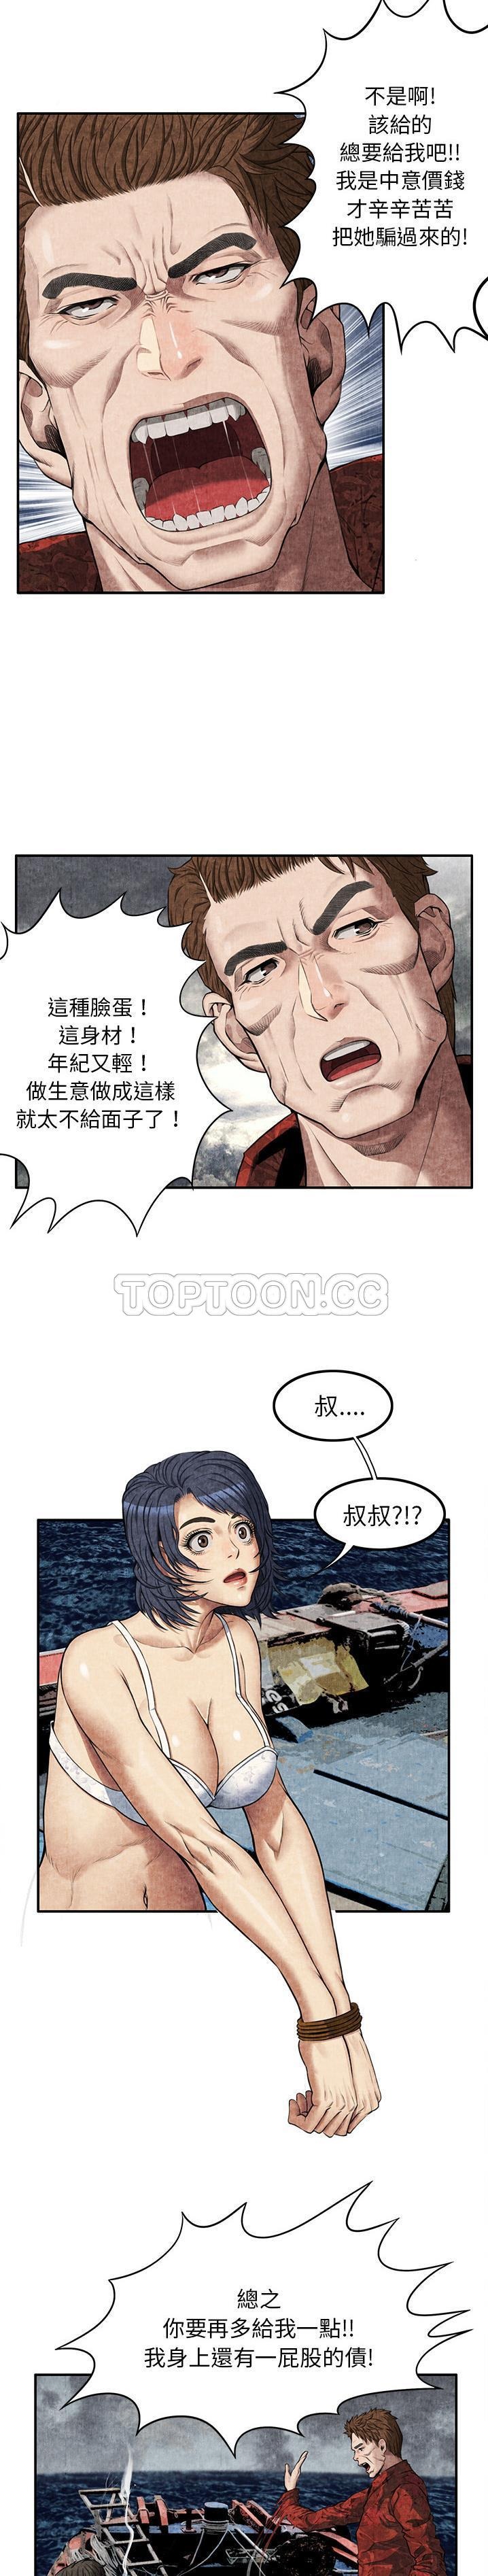 不是啊!
該給的
總要給我吧!!
我是中意價錢
才辛辛苦苦
把她騙過來的!
這種臉蛋！
這身材！
年紀又輕！
做生意做成這樣
就太不給面子了！
TOPTOON.CC
叔....
叔叔?!?
總之
你要再多給我一點!!
我身上還有一屁股的債!